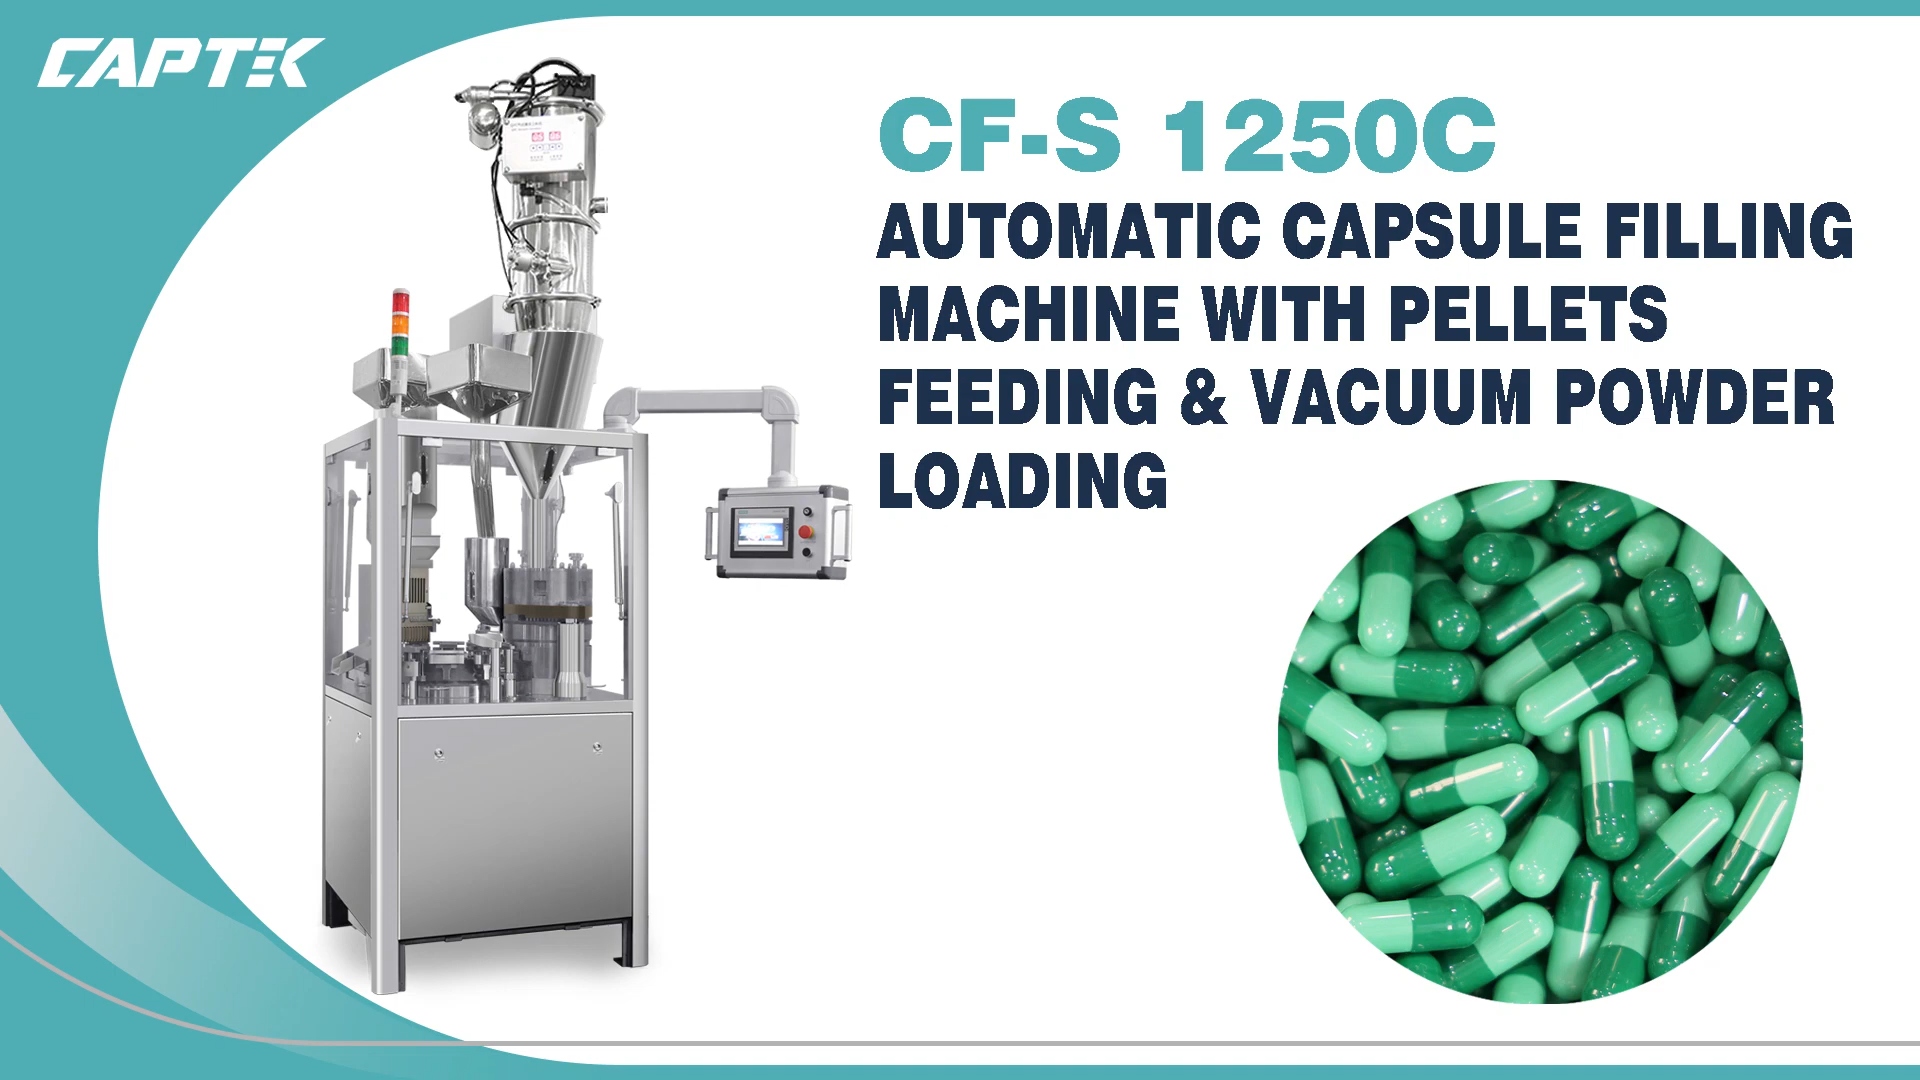 CAPTEK
CF-S 1250C
AUTOMATIC CAPSULE FILLING
MACHINE WITH PELLETS
FEEDING & VACUUM POWDER
LOADING